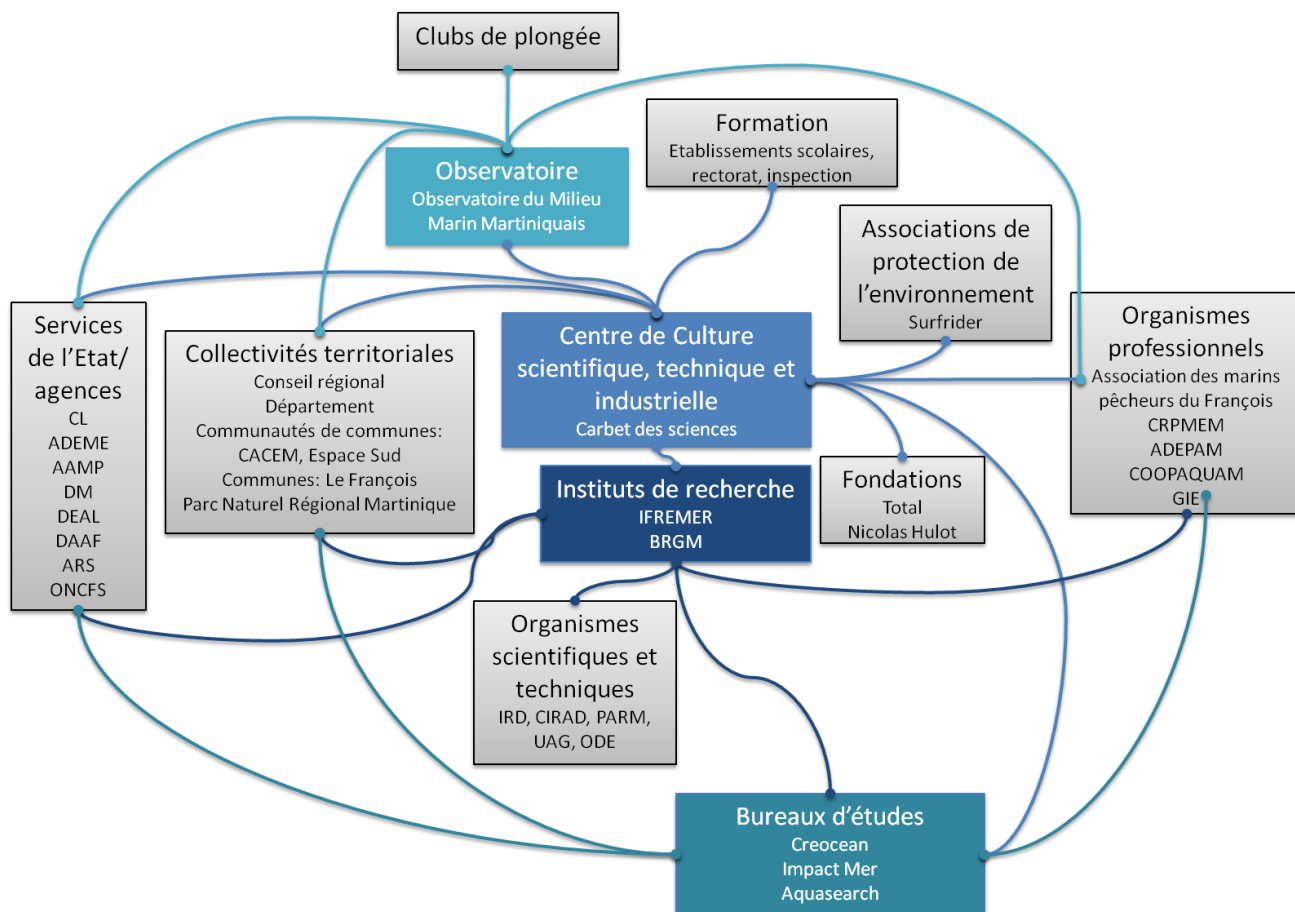 Clubs de plongée
Formation
Etablissements scolaires,
rectorat, inspection
Observatoire
Observatoire du Milieu
Marin Martiniquais
Associations de
protection de
l'environnement
Surfrider
Services
de l'Etat/
agences
CL
ADEME
AAMP
DM
DEAL
DAAF
ARS
ONCFS
Collectivités territoriales
Conseil régional
Département
Communautés de communes:
CACEM, Espace Sud
Communes: Le François
Parc Naturel Régional Martinique
Centre de Culture
scientifique, technique et
industrielle
Carbet des sciences
Organismes
professionnels
Association des marins
pêcheurs du François
CRPMEM
ADEPAM
COOPAQUAM
GIE
Instituts de recherche
IFREMER
BRGM
Fondations
Total
Nicolas Hulot
Organismes
scientifiques et
techniques
IRD, CIRAD, PARM,
UAG, ODE
Bureaux d'études
Creocean
Impact Mer
Aquasearch